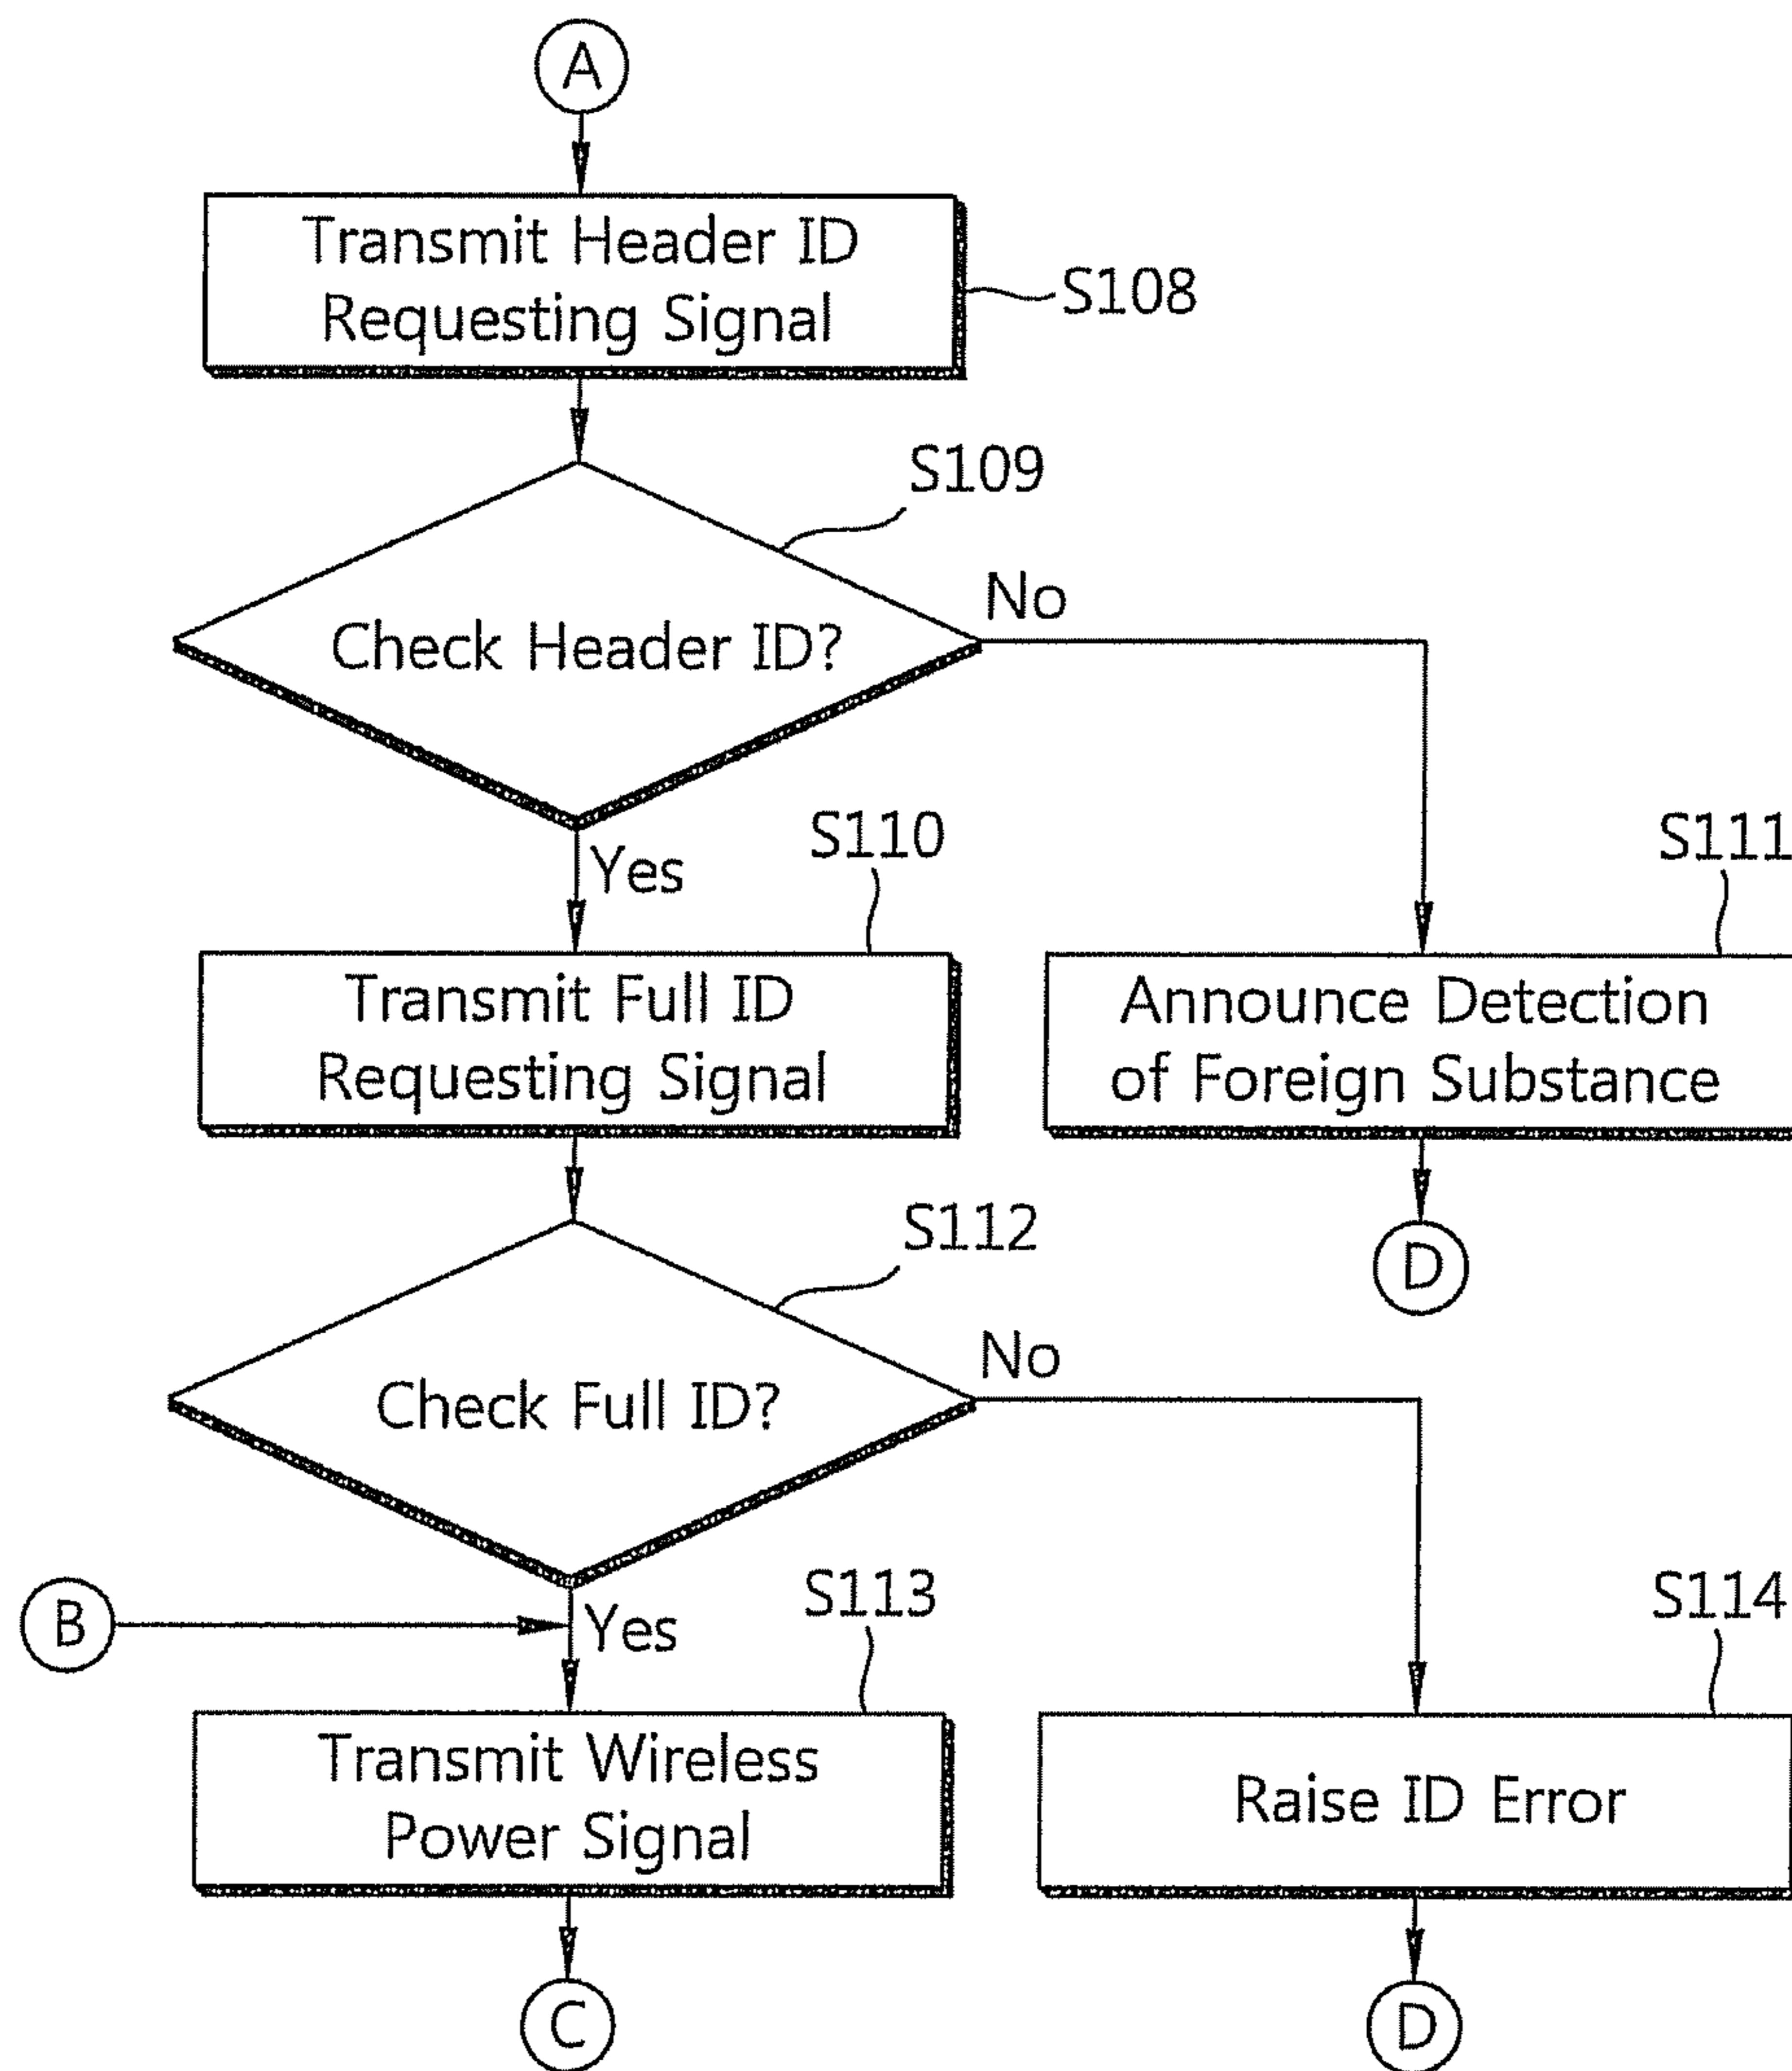 A
Transmit Header ID
Requesting Signal
S108
S109
Check Header ID?
No
Yes
S110
S111
Transmit Full ID
Requesting Signal
Announce Detection
of Foreign Substance
D
S112
Check Full ID?
No
B
Yes
S113
S114
Transmit Wireless
Power Signal
Raise ID Error
C
D